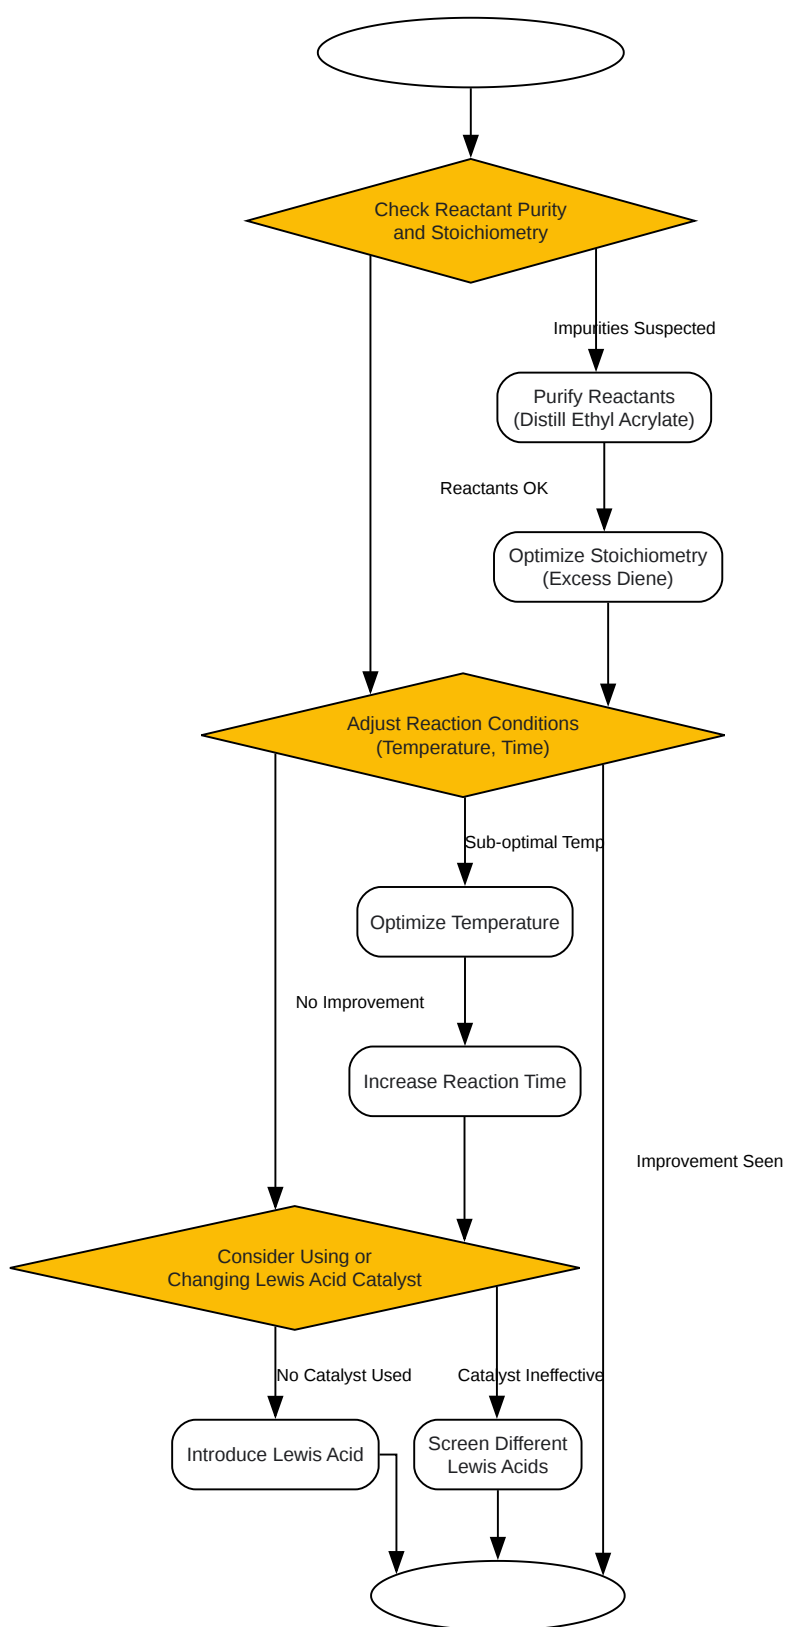 Check Reactant Purity
and Stoichiometry
Impurities Suspected
Purify Reactants
(Distill Ethyl Acrylate)
Reactants OK
Optimize Stoichiometry
(Excess Diene)
Adjust Reaction Conditions
(Temperature, Time)
Sub-optimal Temp
Optimize Temperature
No Improvement
Increase Reaction Time
Improvement Seen
Consider Using or
Changing Lewis Acid Catalyst
No Catalyst Used
Catalyst Ineffective
Introduce Lewis Acid
Screen Different
Lewis Acids